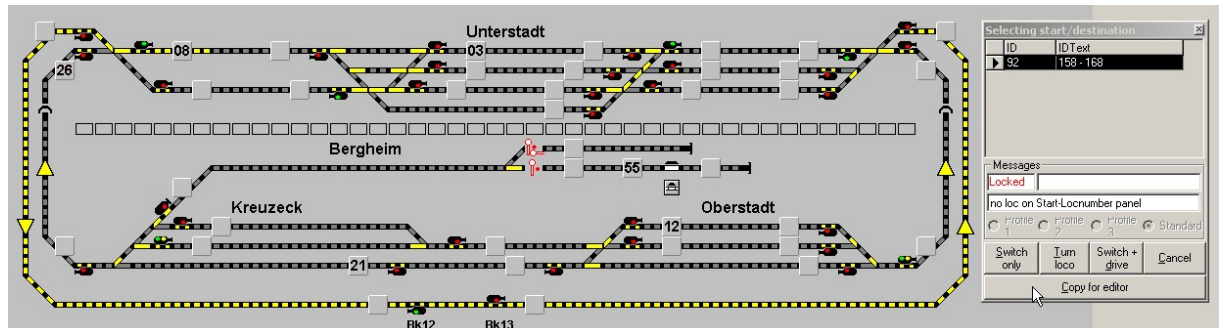 Unterstadt
08
03
26
Bergheim
55
Kreuzeck
Oberstadt
12
21
Bk12
Bk13
Selecting start/destination
ID IDText
92 158 - 168
Messages
Locked
no loc on Start-Locnumber panel
Profile 1 Profile 2 Profile 3 Standard
Switch only
Turn loco
Switch + drive
Cancel
Copy for editor